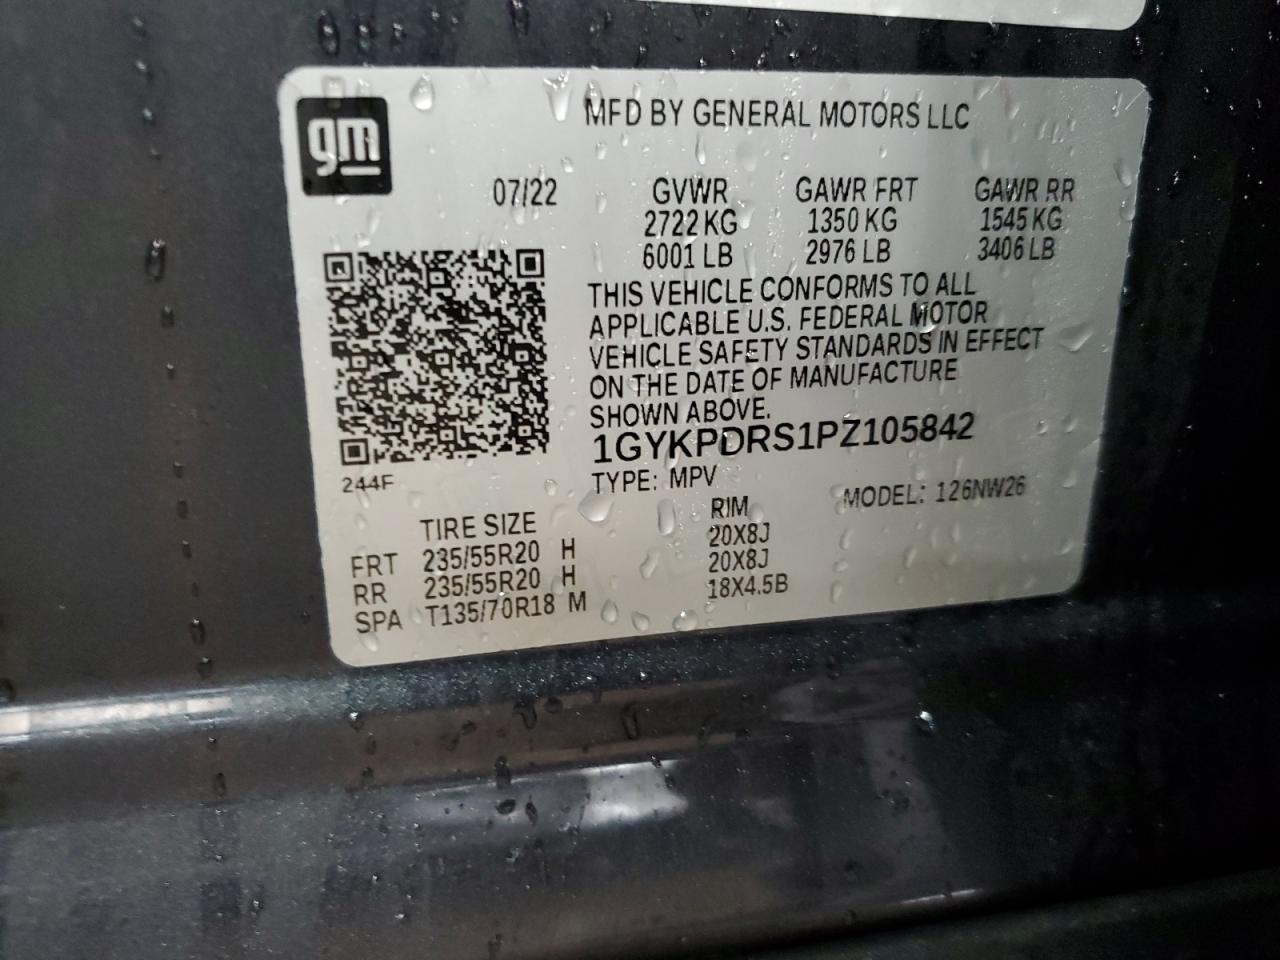 gm
MFD BY GENERAL MOTORS LLC
07/22 GVWR GAWR FRT GAWR RR
2722 KG 1350 KG 1545 KG
6001 LB 2976 LB 3406 LB
THIS VEHICLE CONFORMS TO ALL
APPLICABLE U.S. FEDERAL MOTOR
VEHICLE SAFETY STANDARDS IN EFFECT
ON THE DATE OF MANUFACTURE
SHOWN ABOVE.
1GYKPDRS1PZ105842
244F
TYPE: MPV MODEL: 126NW26
TIRE SIZE RIM
FRT 235/55R20 H 20X8J
RR 235/55R20 H 20X8J
SPA T135/70R18 M 18X4.5B